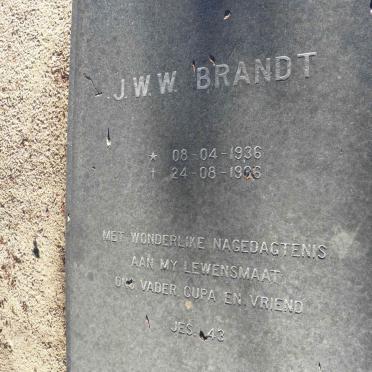 J.W.W. BRANDT
* 08-04-1936
† 24-08-1996
MET WONDERLIKE NAGEDAGTENIS
AAN MY LEWENSMAAT,
ONS VADER, OUPA EN VRIEND
JES. 43